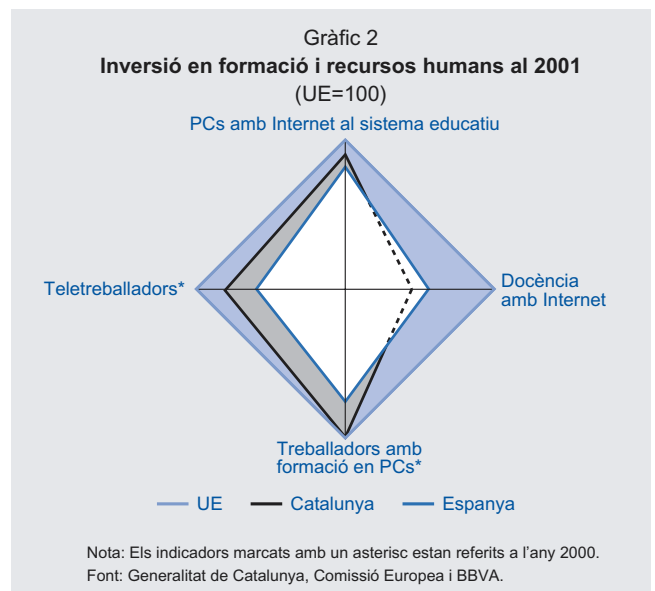 Gràfic 2
Inversió en formació i recursos humans al 2001
(UE=100)
PCs amb Internet al sistema educatiu
Teletreballadors*
Docència
amb Internet
Treballadors amb
formació en PCs*
UE
Catalunya
Espanya
Nota: Els indicadors marcats amb un asterisc estan referits a l'any 2000.
Font: Generalitat de Catalunya, Comissió Europea i BBVA.